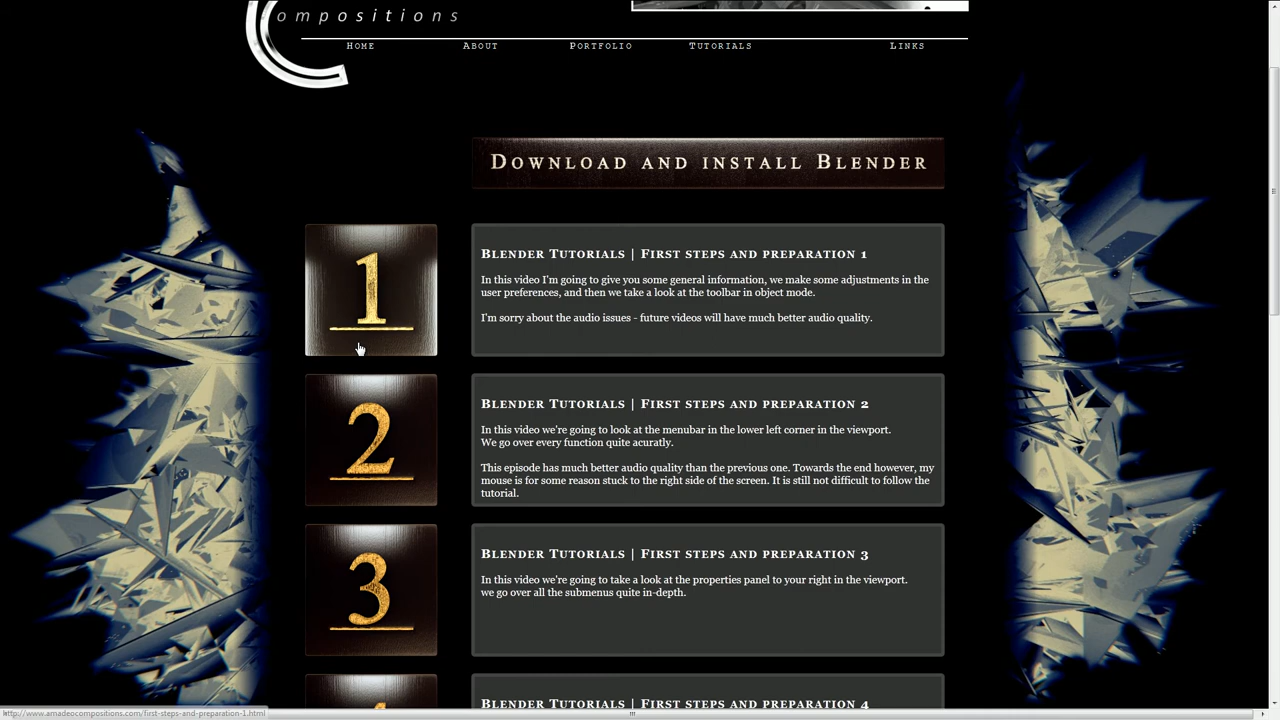 ompositions
HOME ABOUT PORTFOLIO TUTORIALS LINKS
DOWNLOAD AND INSTALL BLENDER
1
BLENDER TUTORIALS | FIRST STEPS AND PREPARATION 1
In this video I'm going to give you some general information, we make some adjustments in the
user preferences, and then we take a look at the toolbar in object mode.
I'm sorry about the audio issues - future videos will have much better audio quality.
2
BLENDER TUTORIALS | FIRST STEPS AND PREPARATION 2
In this video we're going to look at the menubar in the lower left corner in the viewport.
We go over every function quite acuratly.
This episode has much better audio quality than the previous one. Towards the end however, my
mouse is for some reason stuck to the right side of the screen. It is still not difficult to follow the
tutorial.
3
BLENDER TUTORIALS | FIRST STEPS AND PREPARATION 3
In this video we're going to take a look at the properties panel to your right in the viewport.
we go over all the submenus quite in-depth.
BLENDER TUTORIALS | FIRST STEPS AND PREPARATION 4
http://www.amadeocompositions.com/first-steps-and-preparation-1.html